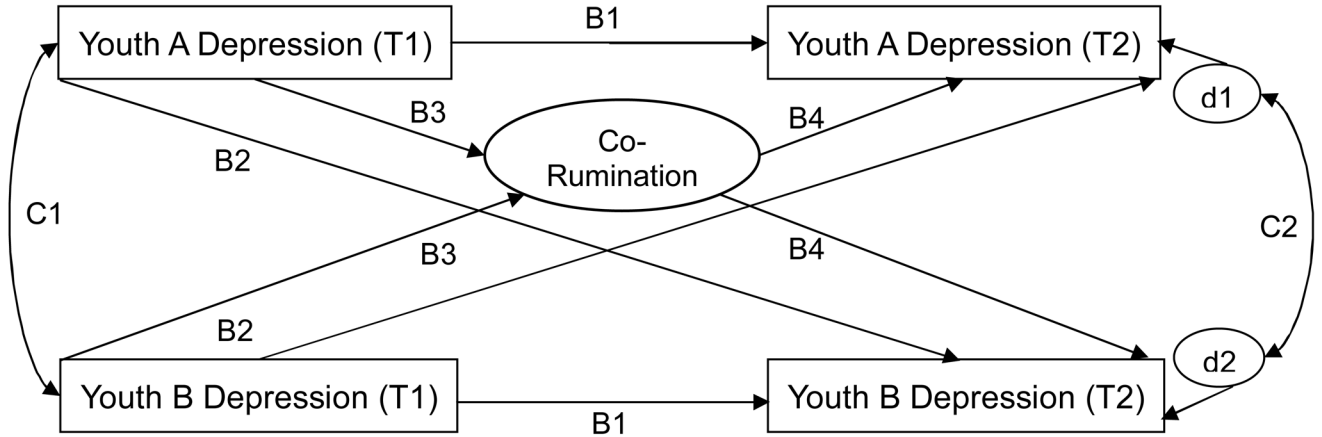 B1
Youth A Depression (T1)
Youth A Depression (T2)
d1
B3
B4
Co-
Rumination
B2
C1
C2
B3
B4
B2
d2
Youth B Depression (T1)
Youth B Depression (T2)
B1